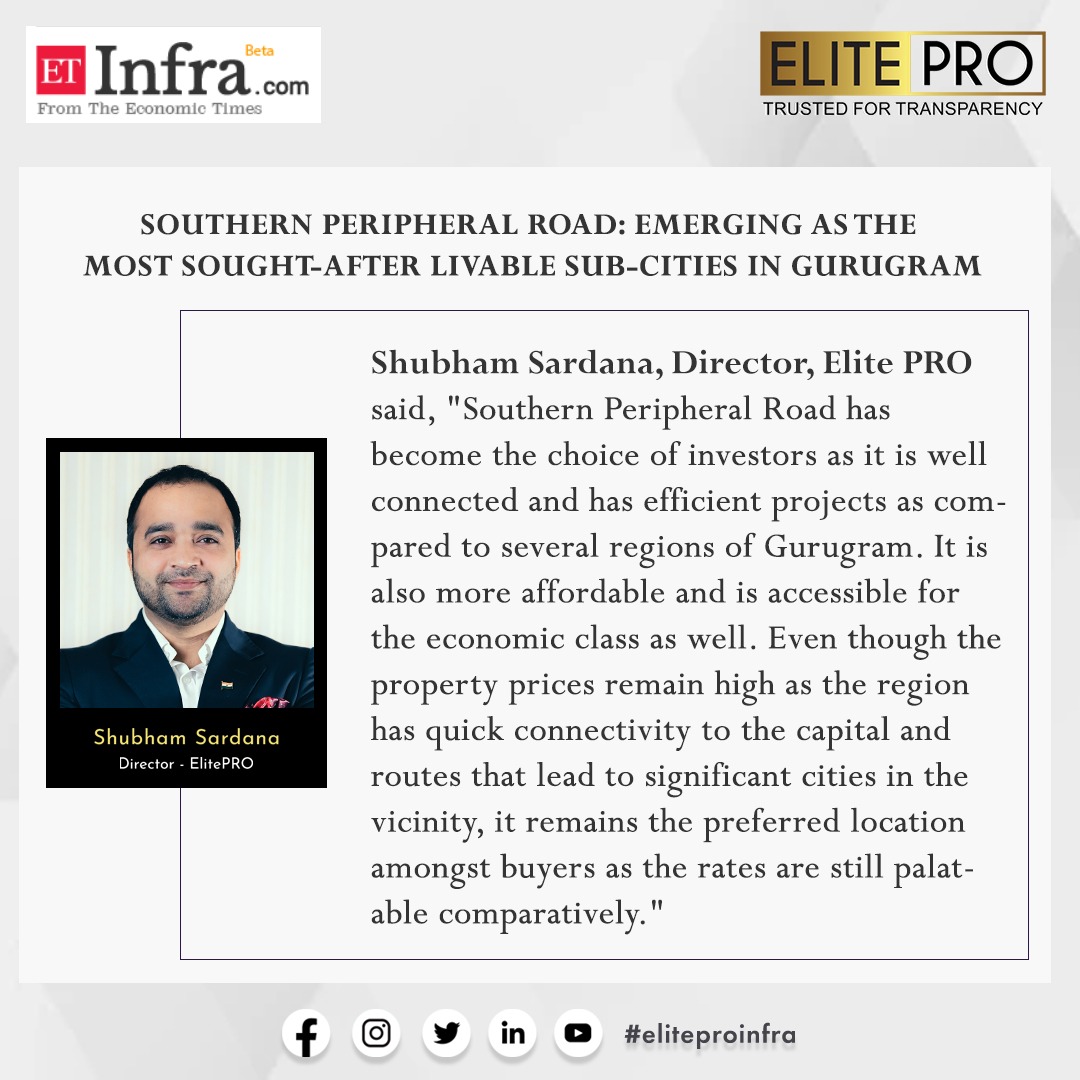 ET Infra.com Beta
From The Economic Times
ELITE PRO
TRUSTED FOR TRANSPARENCY
SOUTHERN PERIPHERAL ROAD: EMERGING AS THE
MOST SOUGHT-AFTER LIVABLE SUB-CITIES IN GURUGRAM
Shubham Sardana, Director, Elite PRO
said, "Southern Peripheral Road has
become the choice of investors as it is well
connected and has efficient projects as com-
pared to several regions of Gurugram. It is
also more affordable and is accessible for
the economic class as well. Even though the
property prices remain high as the region
has quick connectivity to the capital and
routes that lead to significant cities in the
vicinity, it remains the preferred location
amongst buyers as the rates are still palat-
able comparatively."
Shubham Sardana
Director - ElitePRO
#eliteproinfra